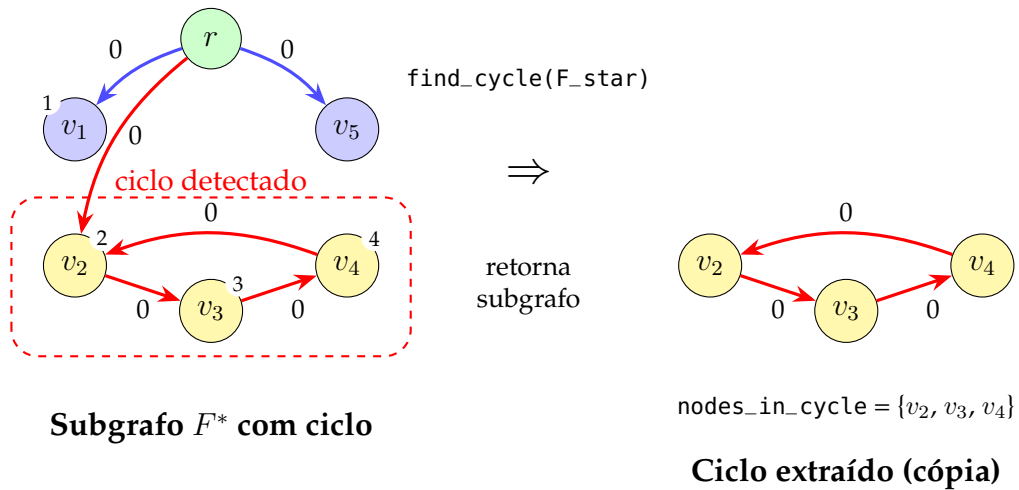 r
0
0
find_cycle(F_star)
1
v₁
0
v₅
⇒
ciclo detectado
0
0
2
4
v₂
v₄
retorna
v₂
v₄
3
0
v₃
0
subgrafo
0
v₃
0
nodes_in_cycle = {v₂, v₃, v₄}
Subgrafo F* com ciclo
Ciclo extraído (cópia)